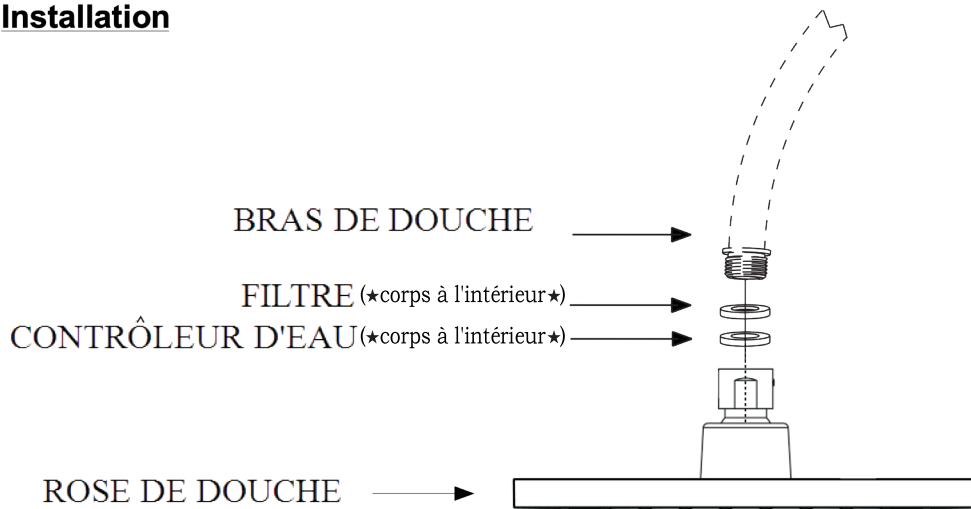 Installation
BRAS DE DOUCHE
FILTRE (★corps à l'intérieur★)
CONTRÔLEUR D'EAU (★corps à l'intérieur★)
ROSE DE DOUCHE